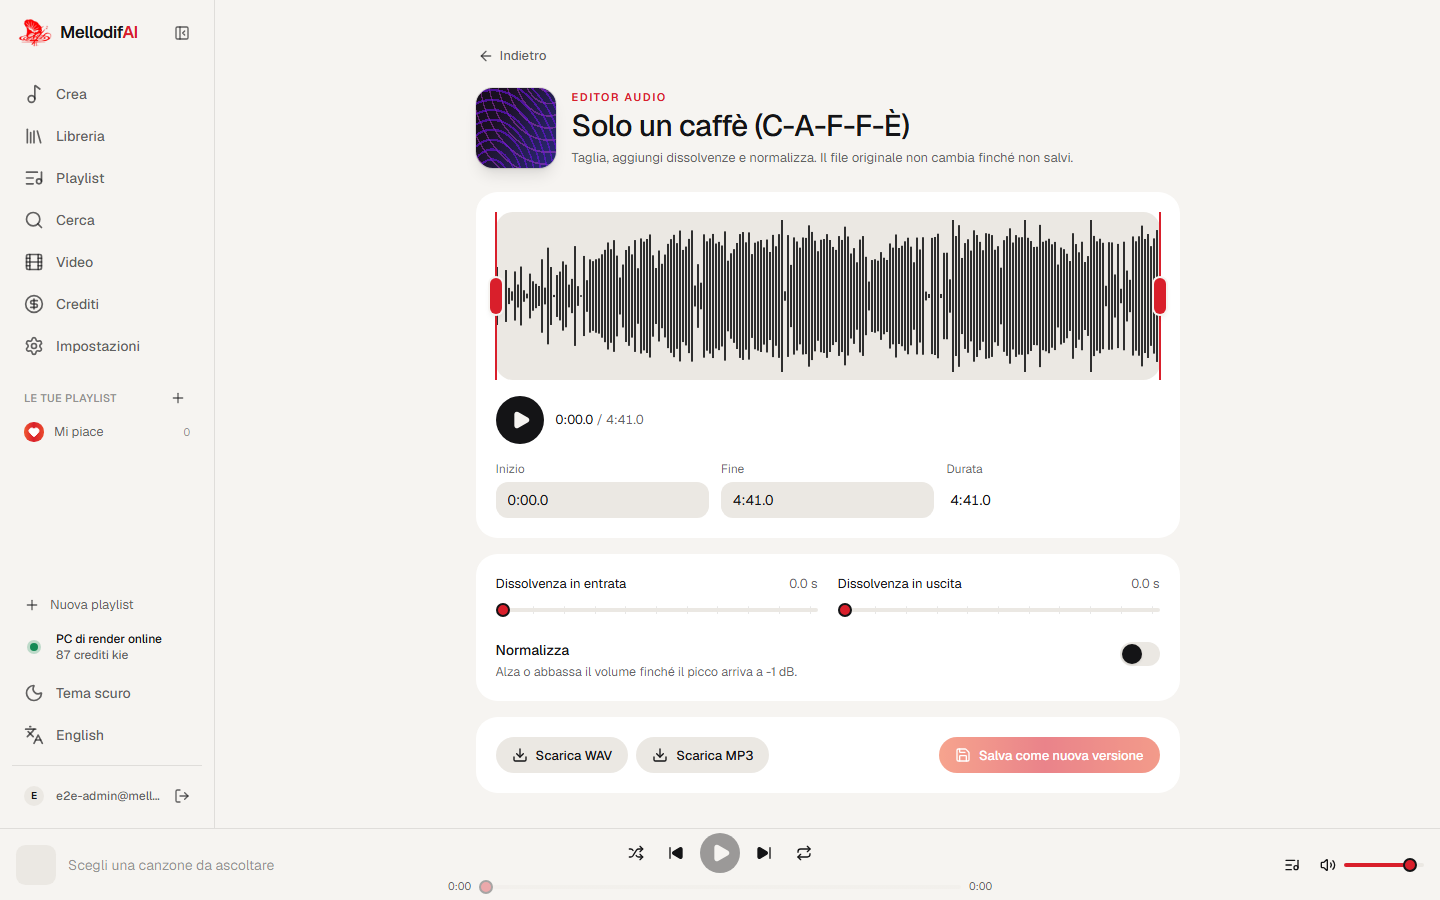 MellodifAI
Crea
Libreria
Playlist
Cerca
Video
Crediti
Impostazioni
LE TUE PLAYLIST
Mi piace 0
Nuova playlist
PC di render online
87 crediti kie
Tema scuro
English
E e2e-admin@mell...
Indietro
EDITOR AUDIO
Solo un caffè (C-A-F-F-È)
Taglia, aggiungi dissolvenze e normalizza. Il file originale non cambia finché non salvi.
0:00.0 / 4:41.0
Inizio Fine Durata
0:00.0 4:41.0 4:41.0
Dissolvenza in entrata 0.0 s Dissolvenza in uscita 0.0 s
Normalizza
Alza o abbassa il volume finché il picco arriva a -1 dB.
Scarica WAV Scarica MP3 Salva come nuova versione
Scegli una canzone da ascoltare
0:00 0:00